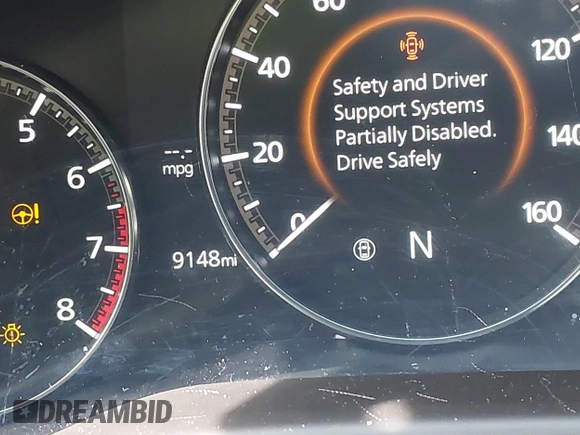 40
120
Safety and Driver
Support Systems
Partially Disabled.
Drive Safely
5
6
7
8
--.-
mpg
20
0
140
160
9148mi
N
DREAMBID